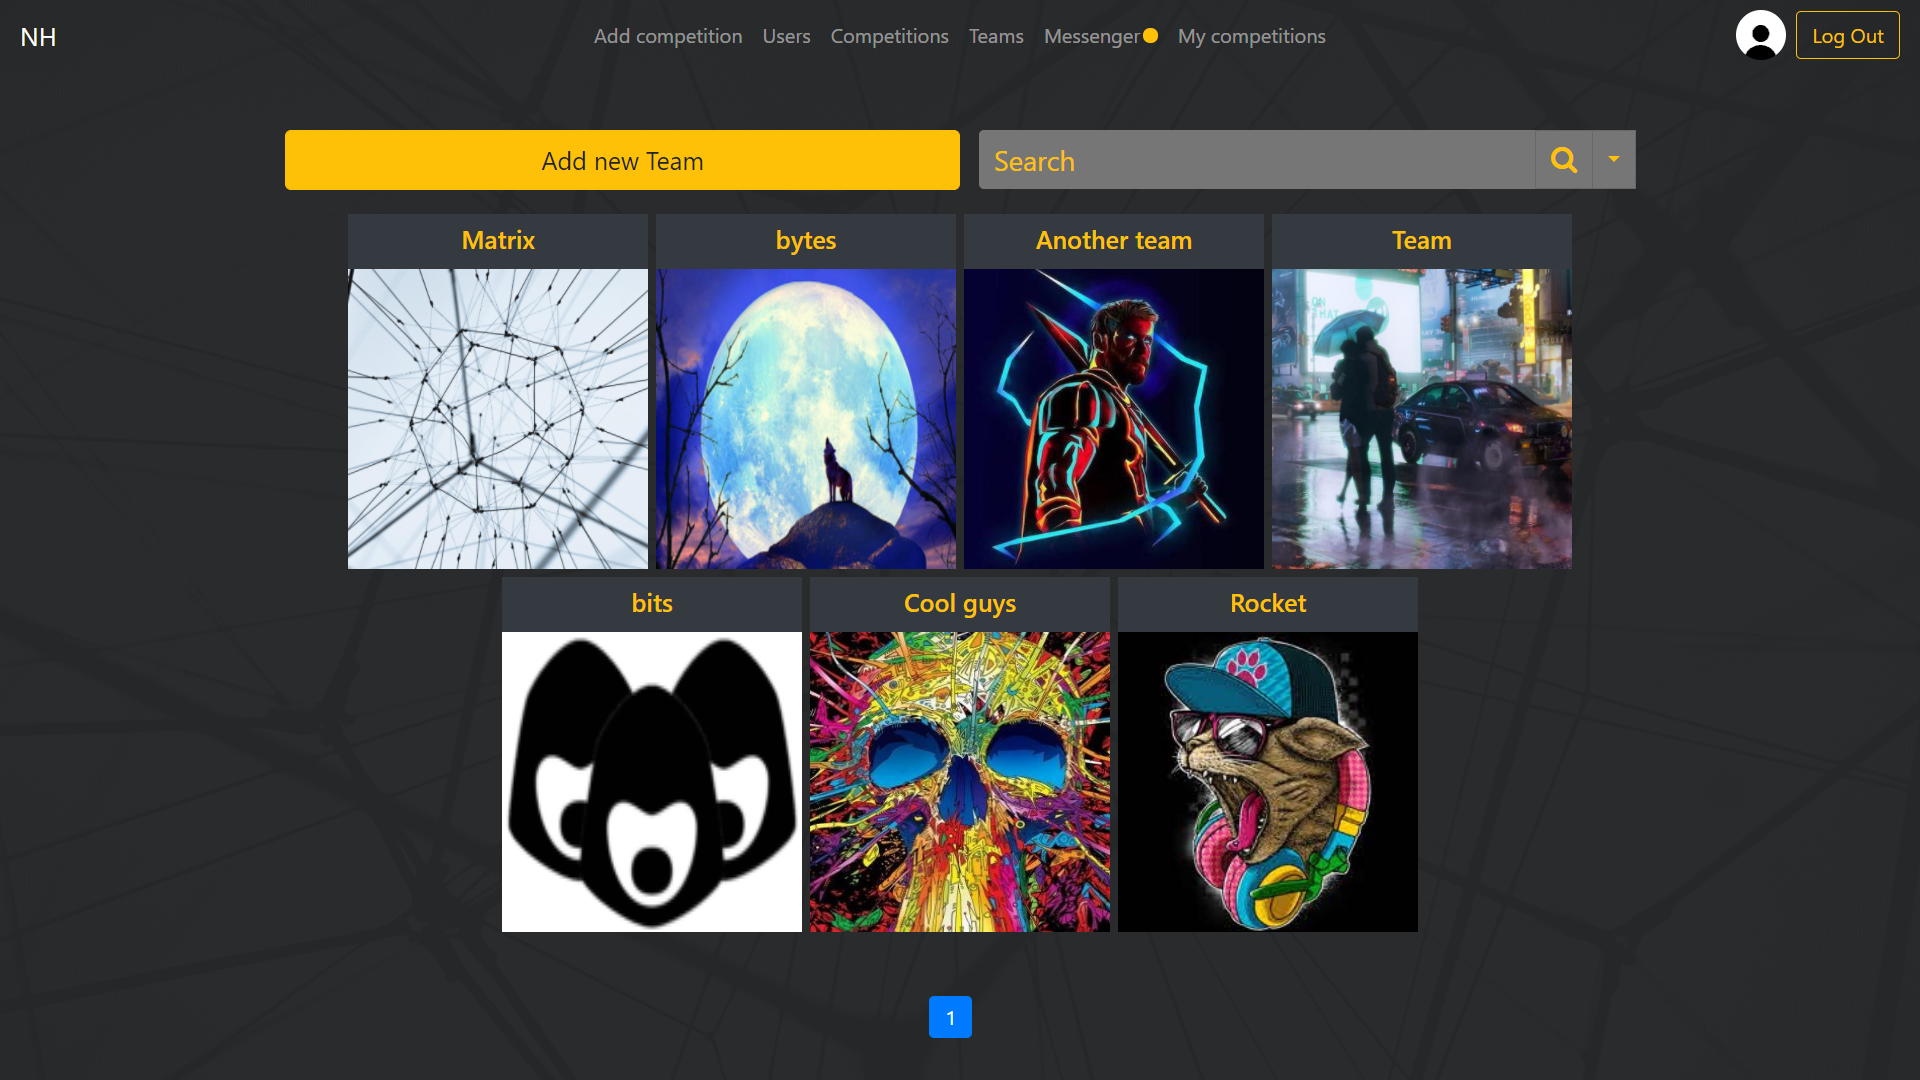 NH
Add competition
Users
Competitions
Teams
Messenger
My competitions
Log Out
Add new Team
Search
Matrix
bytes
Another team
Team
bits
Cool guys
Rocket
1